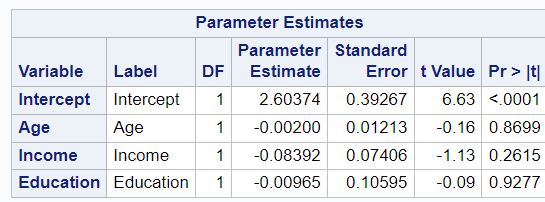 Parameter Estimates
Variable Label DF Parameter Estimate Standard Error t Value Pr > |t|
Intercept Intercept 1 2.60374 0.39267 6.63 <.0001
Age Age 1 -0.00200 0.01213 -0.16 0.8699
Income Income 1 -0.08392 0.07406 -1.13 0.2615
Education Education 1 -0.00965 0.10595 -0.09 0.9277